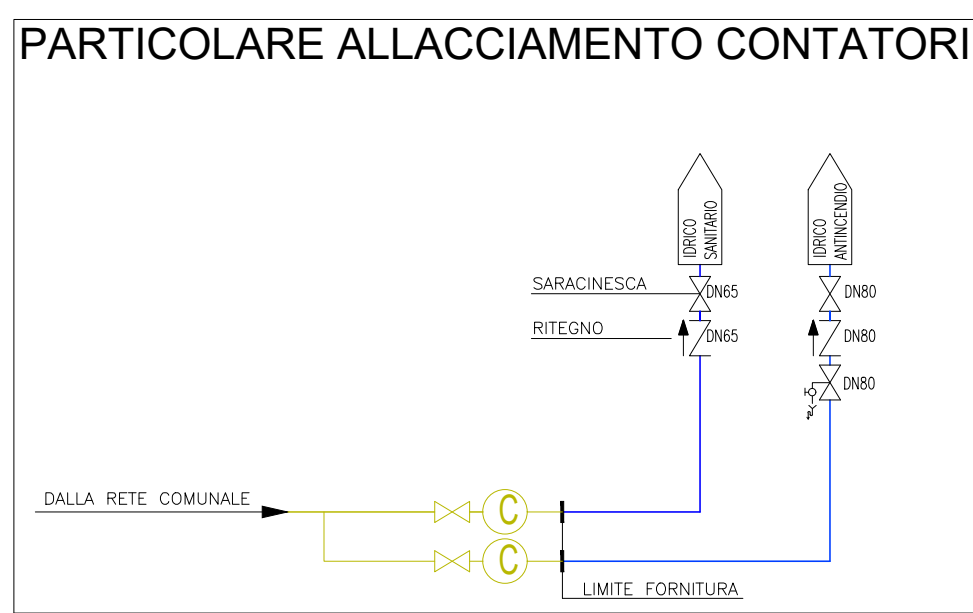 PARTICOLARE ALLACCIAMENTO CONTATORI
IDRICO
SANITARIO
IDRICO
ANTINCENDIO
SARACINESCA
DN65
DN80
RITEGNO
DN65
DN80
DN80
DALLA RETE COMUNALE
C
C
LIMITE FORNITURA